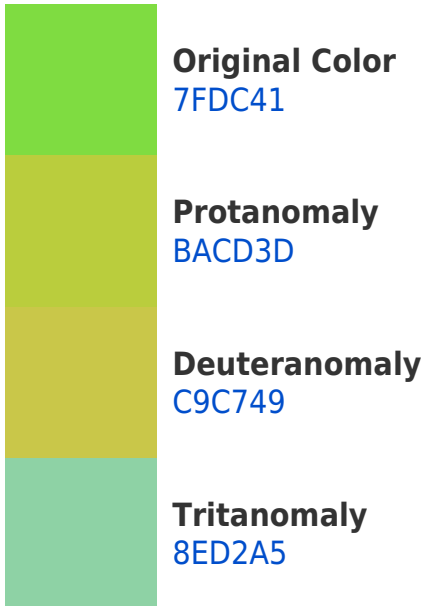 Original Color
7FDC41
Protanomaly
BACD3D
Deuteranomaly
C9C749
Tritanomaly
8ED2A5